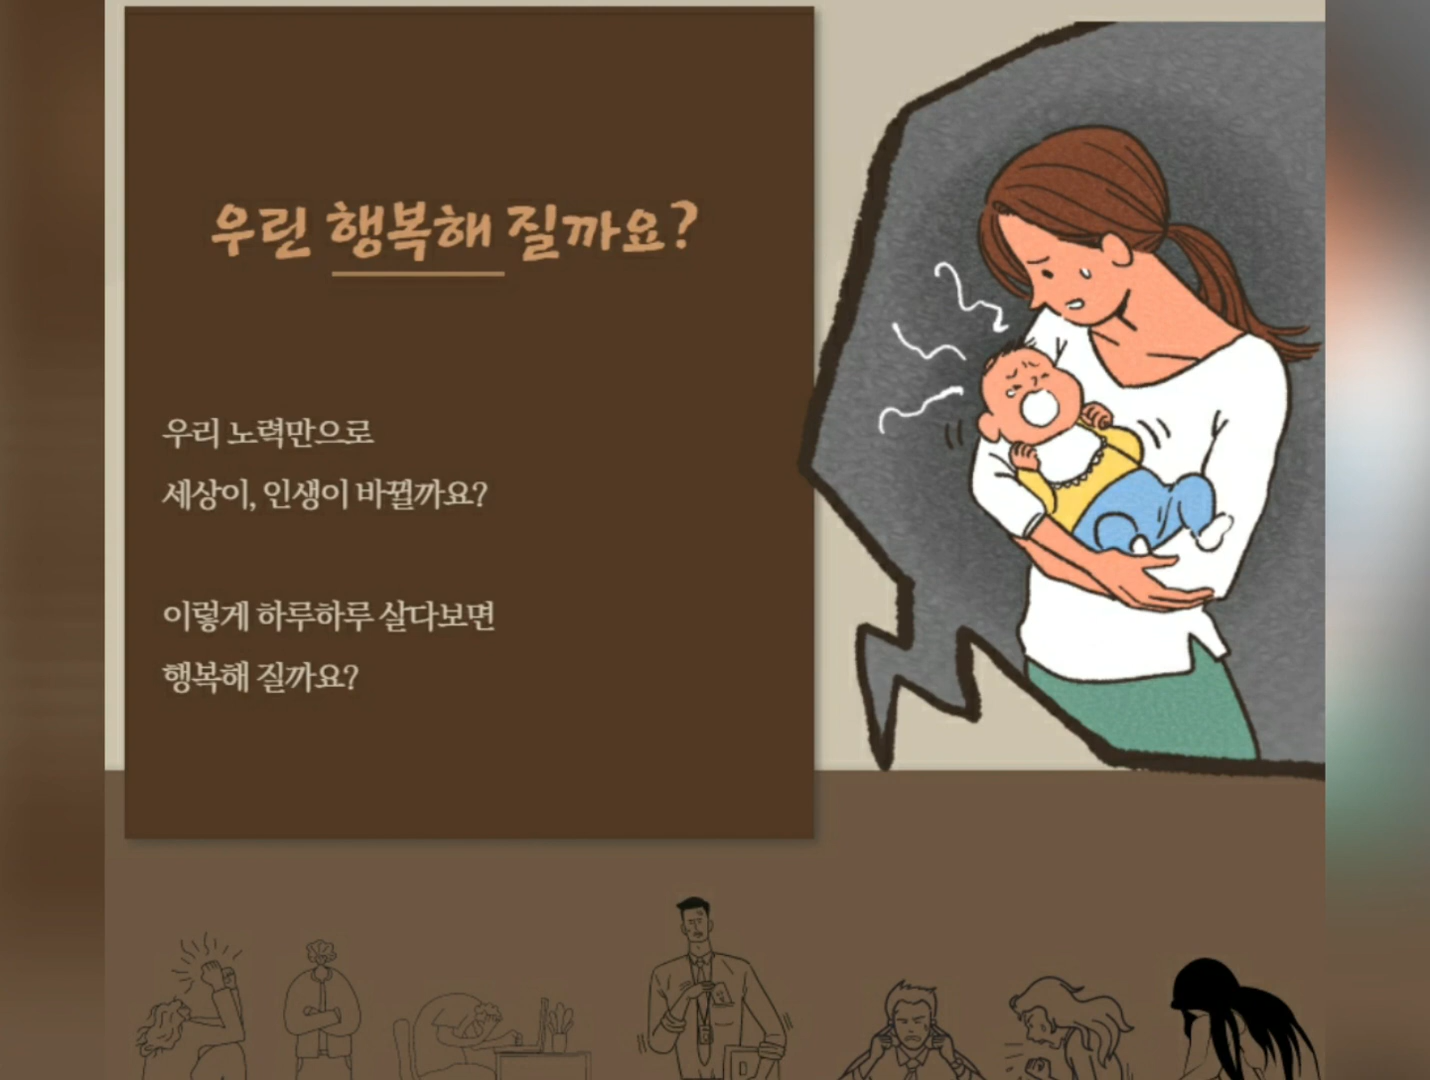 우린 행복해 질까요?
우리 노력만으로
세상이, 인생이 바뀔까요?
이렇게 하루하루 살다보면
행복해 질까요?